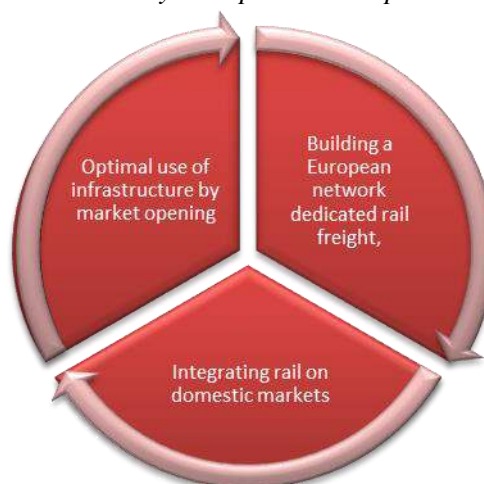 Optimal use of
infrastructure by
market opening
Building a
European
network
dedicated rail
freight,
Integrating rail on
domestic markets